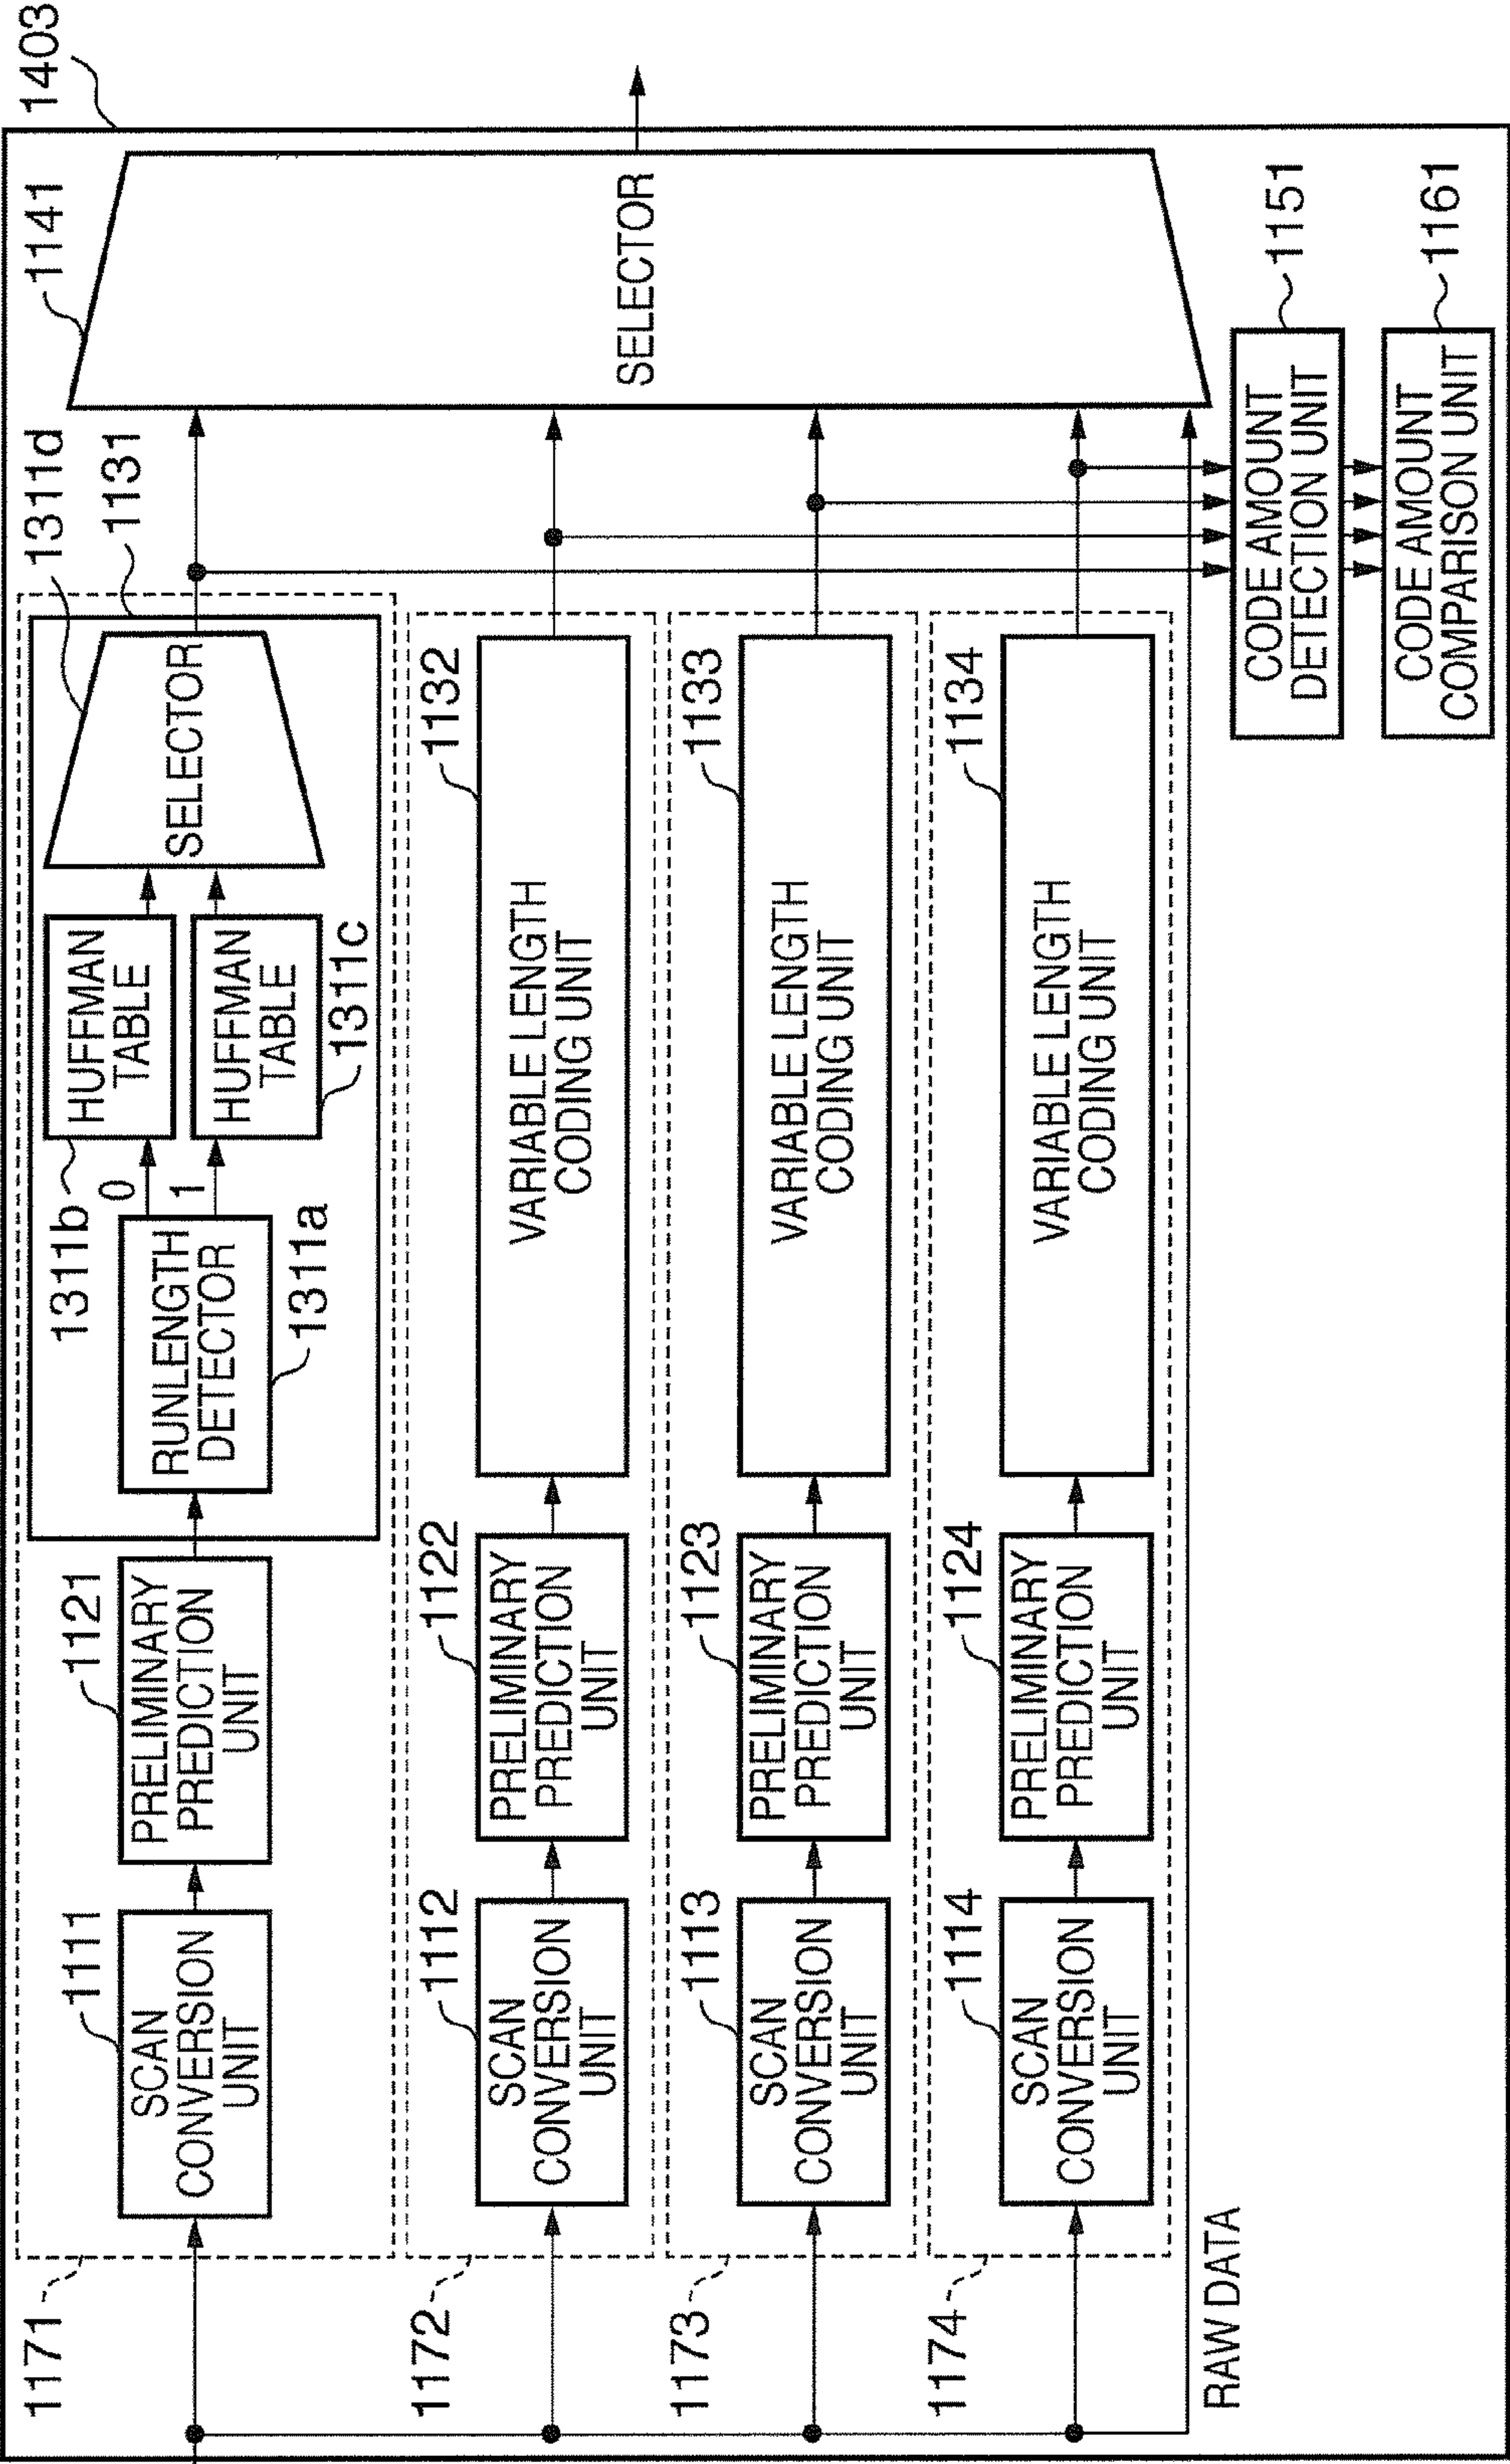 1403
1141
SELECTOR
1311d
1131
SELECTOR
HUFFMAN
TABLE
1311b
HUFFMAN
TABLE
1311c
0
1
RUNLENGTH
DETECTOR
1311a
PRELIMINARY
PREDICTION
UNIT
1121
SCAN
CONVERSION
UNIT
1111
1171
1132
VARIABLE LENGTH
CODING UNIT
1122
PRELIMINARY
PREDICTION
UNIT
1112
SCAN
CONVERSION
UNIT
1172
1133
VARIABLE LENGTH
CODING UNIT
1123
PRELIMINARY
PREDICTION
UNIT
1113
SCAN
CONVERSION
UNIT
1173
1134
VARIABLE LENGTH
CODING UNIT
1124
PRELIMINARY
PREDICTION
UNIT
1114
SCAN
CONVERSION
UNIT
1174
RAW DATA
1151
CODE AMOUNT
DETECTION UNIT
1161
CODE AMOUNT
COMPARISON UNIT